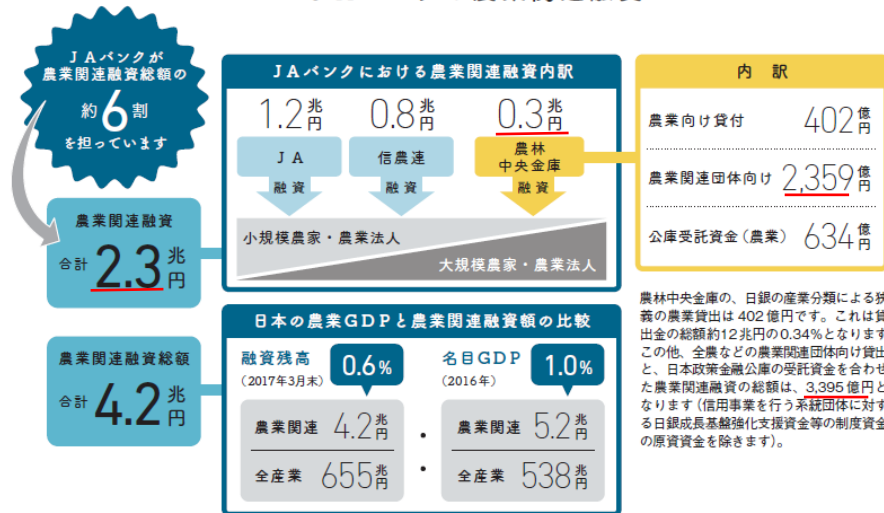 JAバンクが
農業関連融資総額の
約6割
を担っています
農業関連融資
合計 2.3兆円
農業関連融資総額
合計 4.2兆円
JAバンクにおける農業関連融資内訳
1.2兆円 0.8兆円 0.3兆円
JA 信農連 農林中央金庫
融資 融資 融資
小規模農家・農業法人
大規模農家・農業法人
内訳
農業向け貸付 402億円
農業関連団体向け 2,359億円
公庫受託資金(農業) 634億円
日本の農業GDPと農業関連融資額の比較
融資残高
(2017年3月末)
0.6%
農業関連 4.2兆円
全産業 655兆円
名目GDP
(2016年)
1.0%
農業関連 5.2兆円
全産業 538兆円
農林中央金庫の、日銀の産業分類による狭
義の農業貸出は402億円です。これは貸
出金の総額約12兆円の0.34%となります
この他、全農などの農業関連団体向け貸出
と、日本政策金融公庫の受託資金を合わせ
た農業関連融資の総額は、3,395億円と
なります(信用事業を行う系統団体に対す
る日銀成長基盤強化支援資金等の制度資金
の原資資金を除きます)。